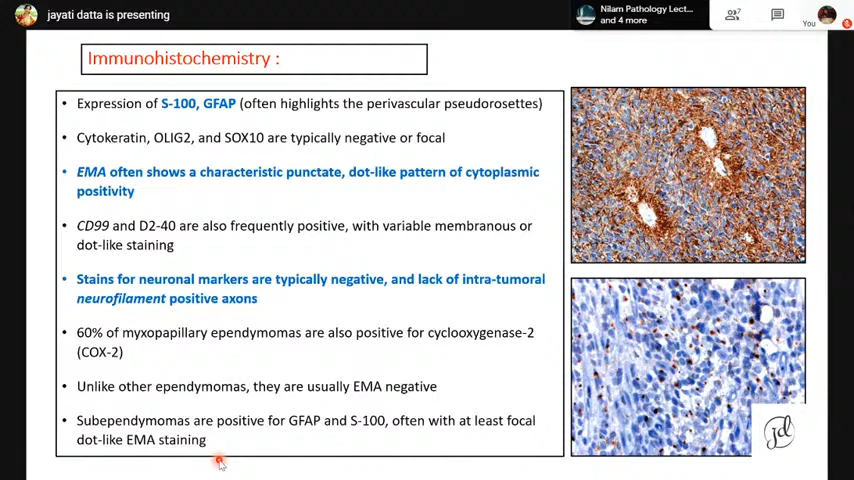 jayati datta is presenting
Nilam Pathology Lect...
and 4 more
7
You
Immunohistochemistry :
• Expression of S-100, GFAP (often highlights the perivascular pseudorosettes)
• Cytokeratin, OLIG2, and SOX10 are typically negative or focal
• EMA often shows a characteristic punctate, dot-like pattern of cytoplasmic
positivity
• CD99 and D2-40 are also frequently positive, with variable membranous or
dot-like staining
• Stains for neuronal markers are typically negative, and lack of intra-tumoral
neurofilament positive axons
• 60% of myxopapillary ependymomas are also positive for cyclooxygenase-2
(COX-2)
• Unlike other ependymomas, they are usually EMA negative
• Subependymomas are positive for GFAP and S-100, often with at least focal
dot-like EMA staining
jd